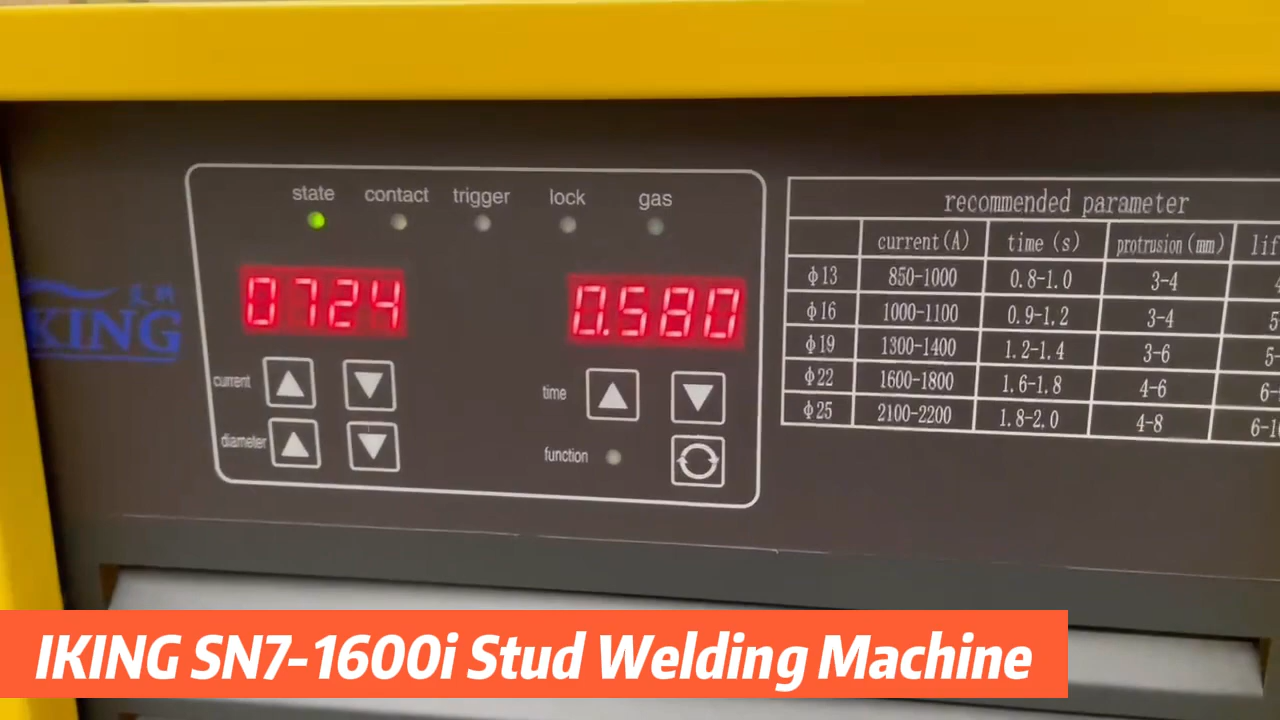 state contact trigger lock gas
0724 0.580
current
diameter
time
function
KING
recommended parameter
current(A) time (s) protrusion(mm)
ϕ13 850-1000 0.8-1.0 3-4
ϕ16 1000-1100 0.9-1.2 3-4
ϕ19 1300-1400 1.2-1.4 3-6
ϕ22 1600-1800 1.6-1.8 4-6
ϕ25 2100-2200 1.8-2.0 4-8
IKING SN7-1600i Stud Welding Machine